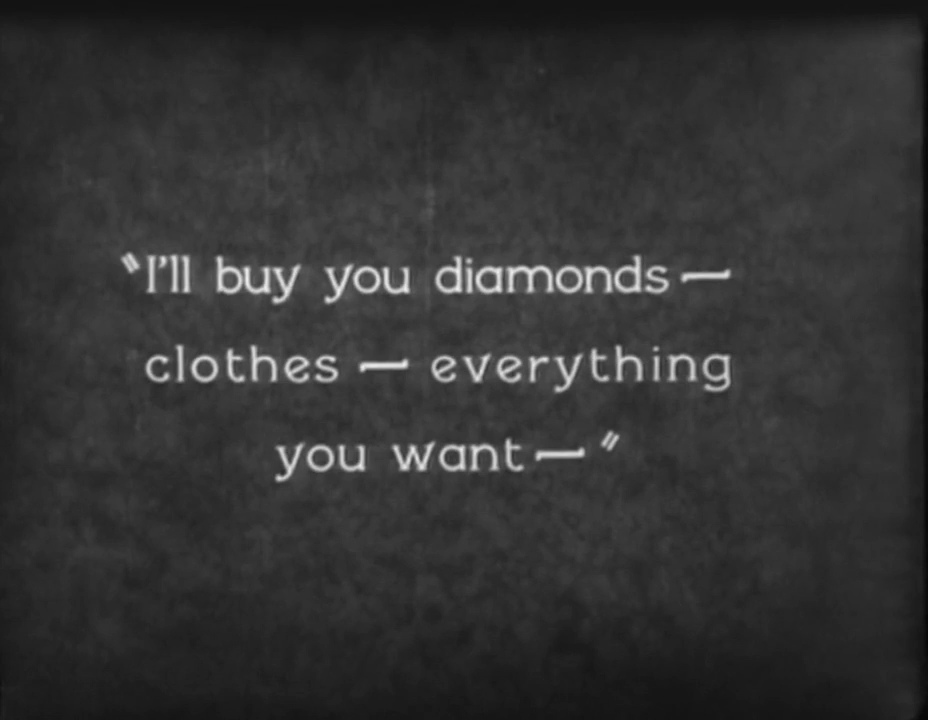 "I'll buy you diamonds—
clothes — everything
you want—"